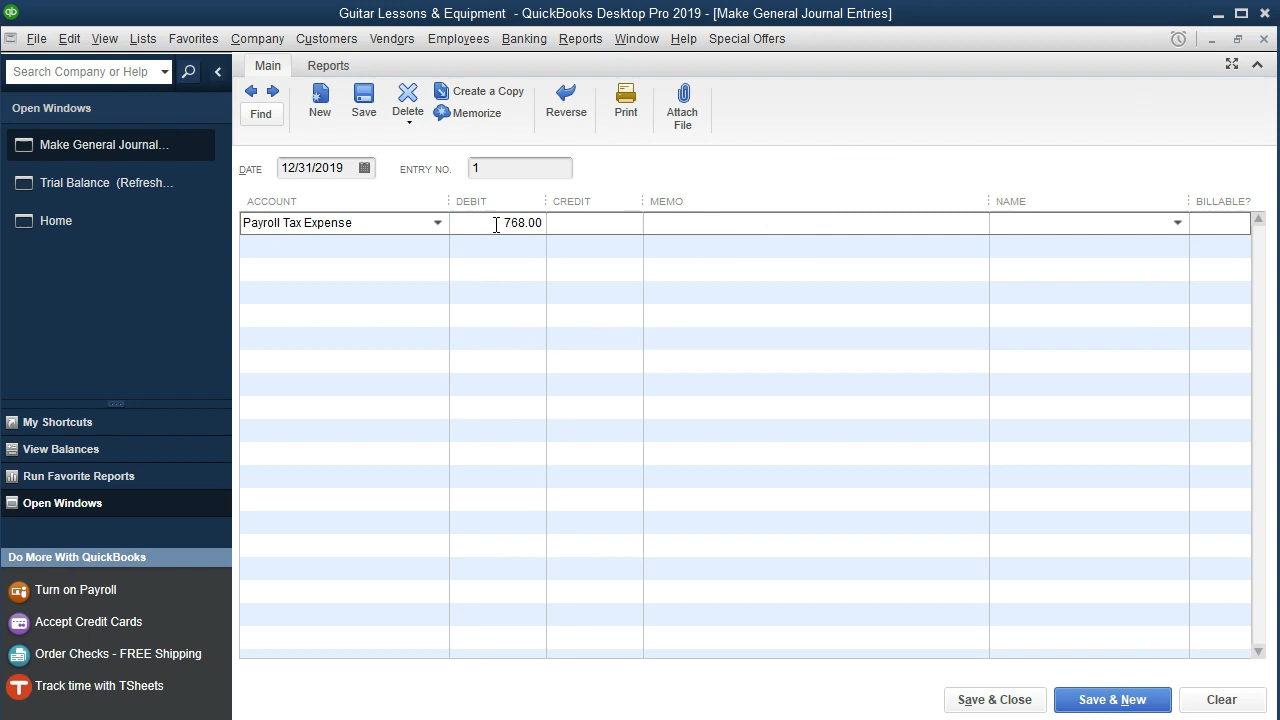 qb
Guitar Lessons & Equipment - QuickBooks Desktop Pro 2019 - [Make General Journal Entries]
File Edit View Lists Favorites Company Customers Vendors Employees Banking Reports Window Help Special Offers
Search Company or Help
Open Windows
Make General Journal...
Trial Balance (Refresh...
Home
My Shortcuts
View Balances
Run Favorite Reports
Open Windows
Do More With QuickBooks
Turn on Payroll
Accept Credit Cards
Order Checks - FREE Shipping
Track time with TSheets
Main Reports
Find
New
Save
Delete
Create a Copy
Memorize
Reverse
Print
Attach
File
DATE 12/31/2019 ENTRY NO. 1
ACCOUNT DEBIT CREDIT MEMO NAME BILLABLE?
Payroll Tax Expense 768.00
Save & Close Save & New Clear